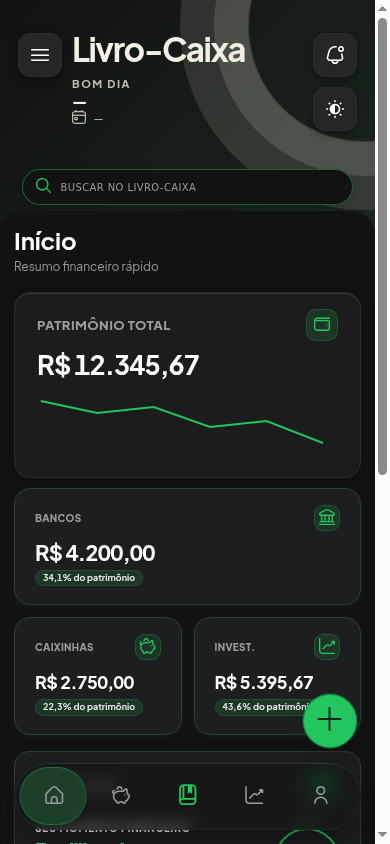 Livro-Caixa
BOM DIA
—
—
BUSCAR NO LIVRO-CAIXA
Início
Resumo financeiro rápido
PATRIMÔNIO TOTAL
R$ 12.345,67
BANCOS
R$ 4.200,00
34,1% do patrimônio
CAIXINHAS
R$ 2.750,00
22,3% do patrimônio
INVEST.
R$ 5.395,67
43,6% do